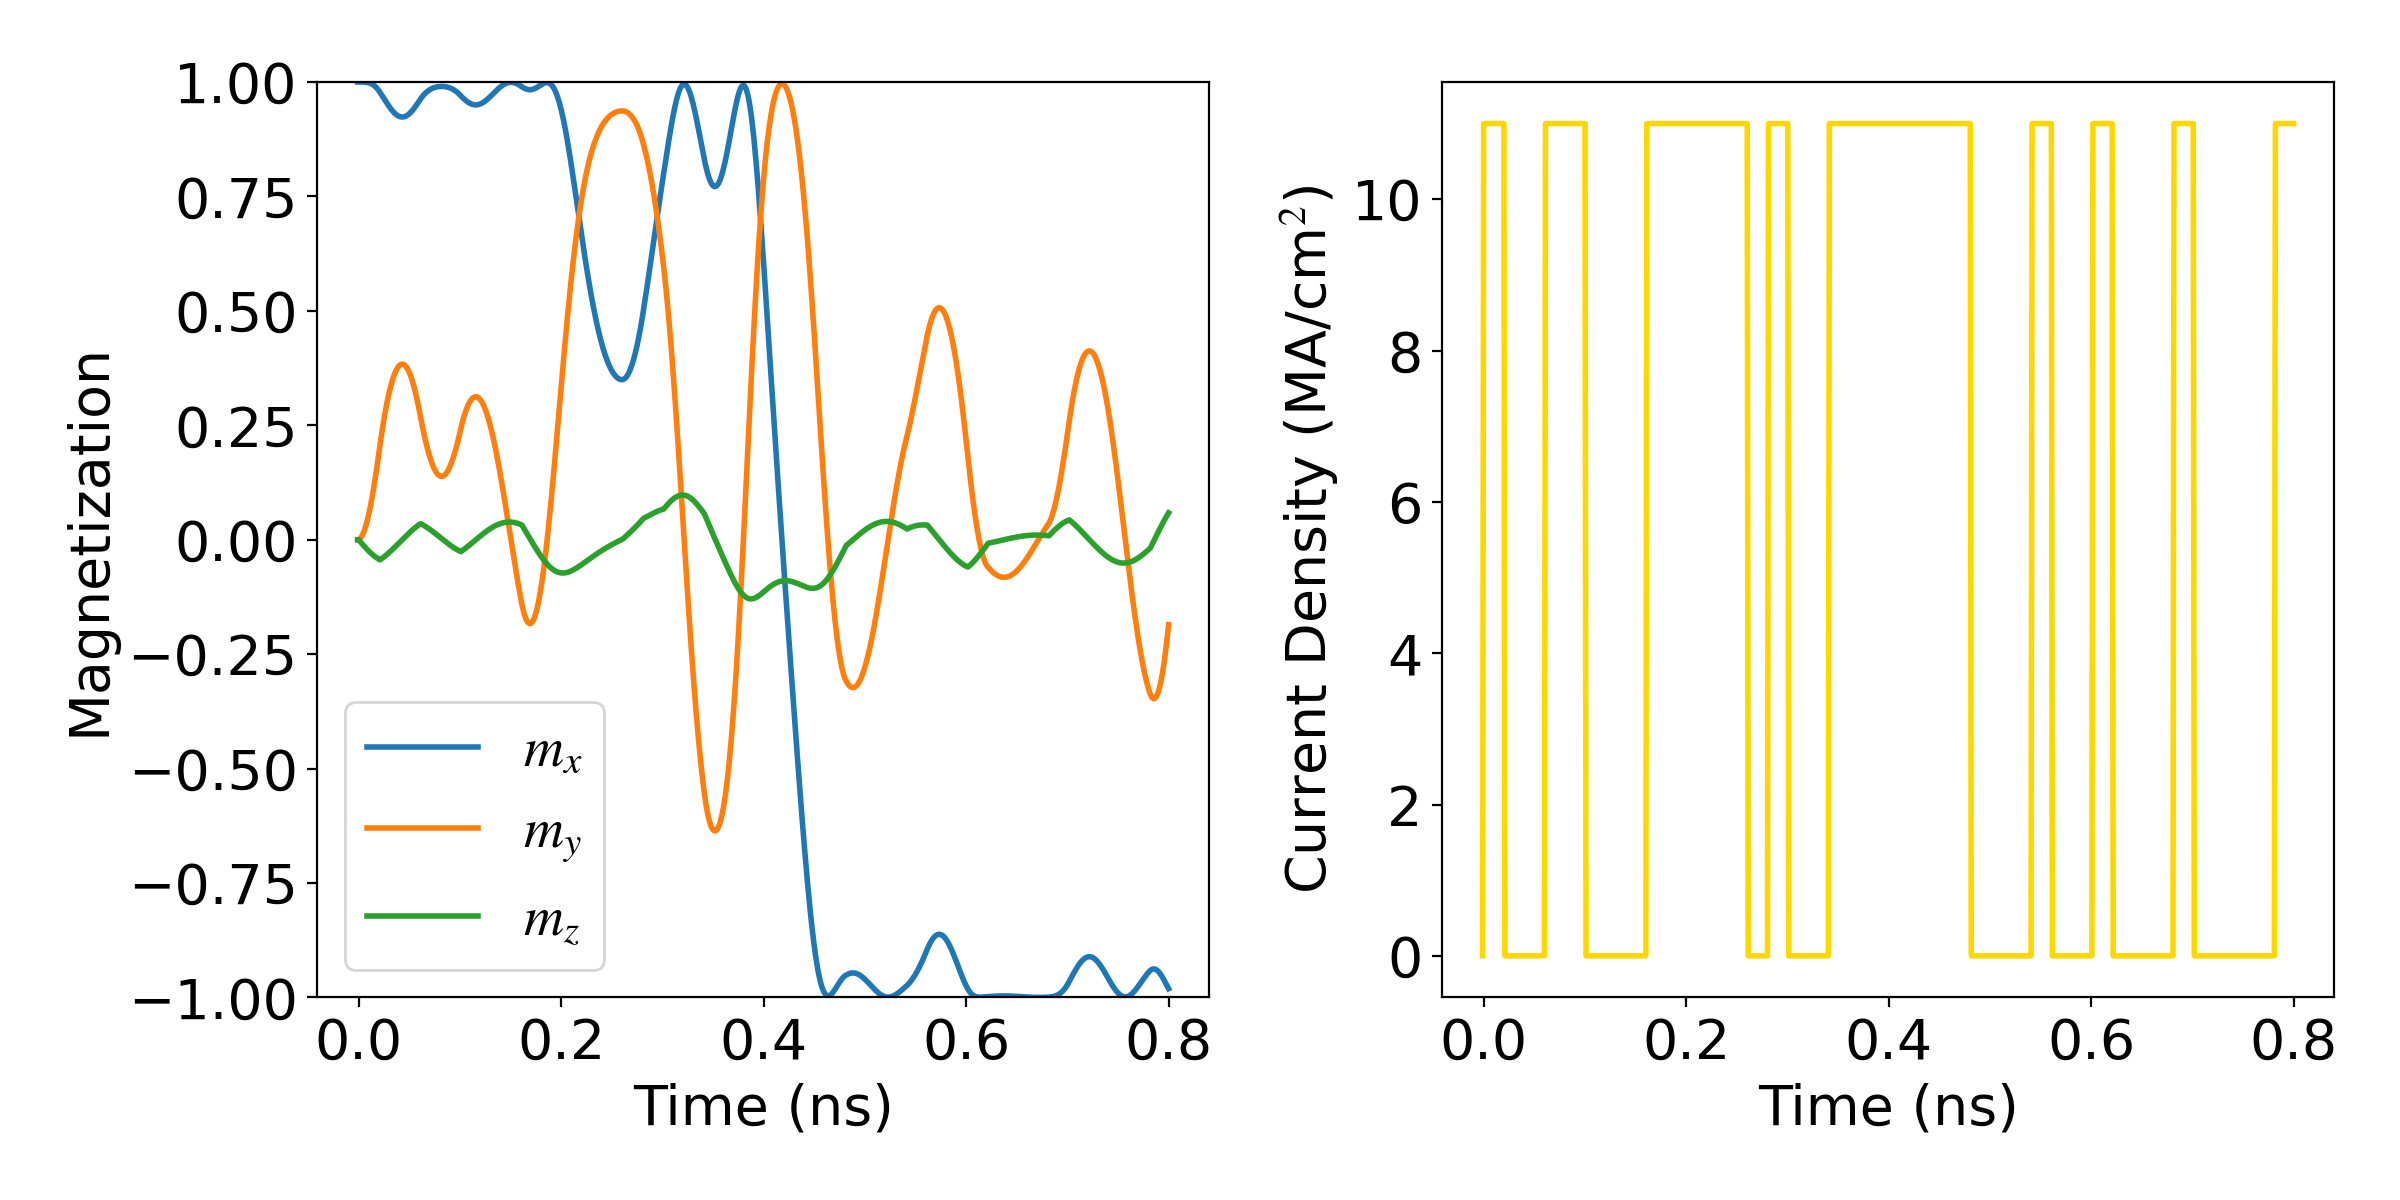 Magnetization
1.00
0.75
0.50
0.25
0.00
−0.25
−0.50
−0.75
−1.00
m_x
m_y
m_z
0.0 0.2 0.4 0.6 0.8
Time (ns)
Current Density (MA/cm²)
10
8
6
4
2
0
0.0 0.2 0.4 0.6 0.8
Time (ns)